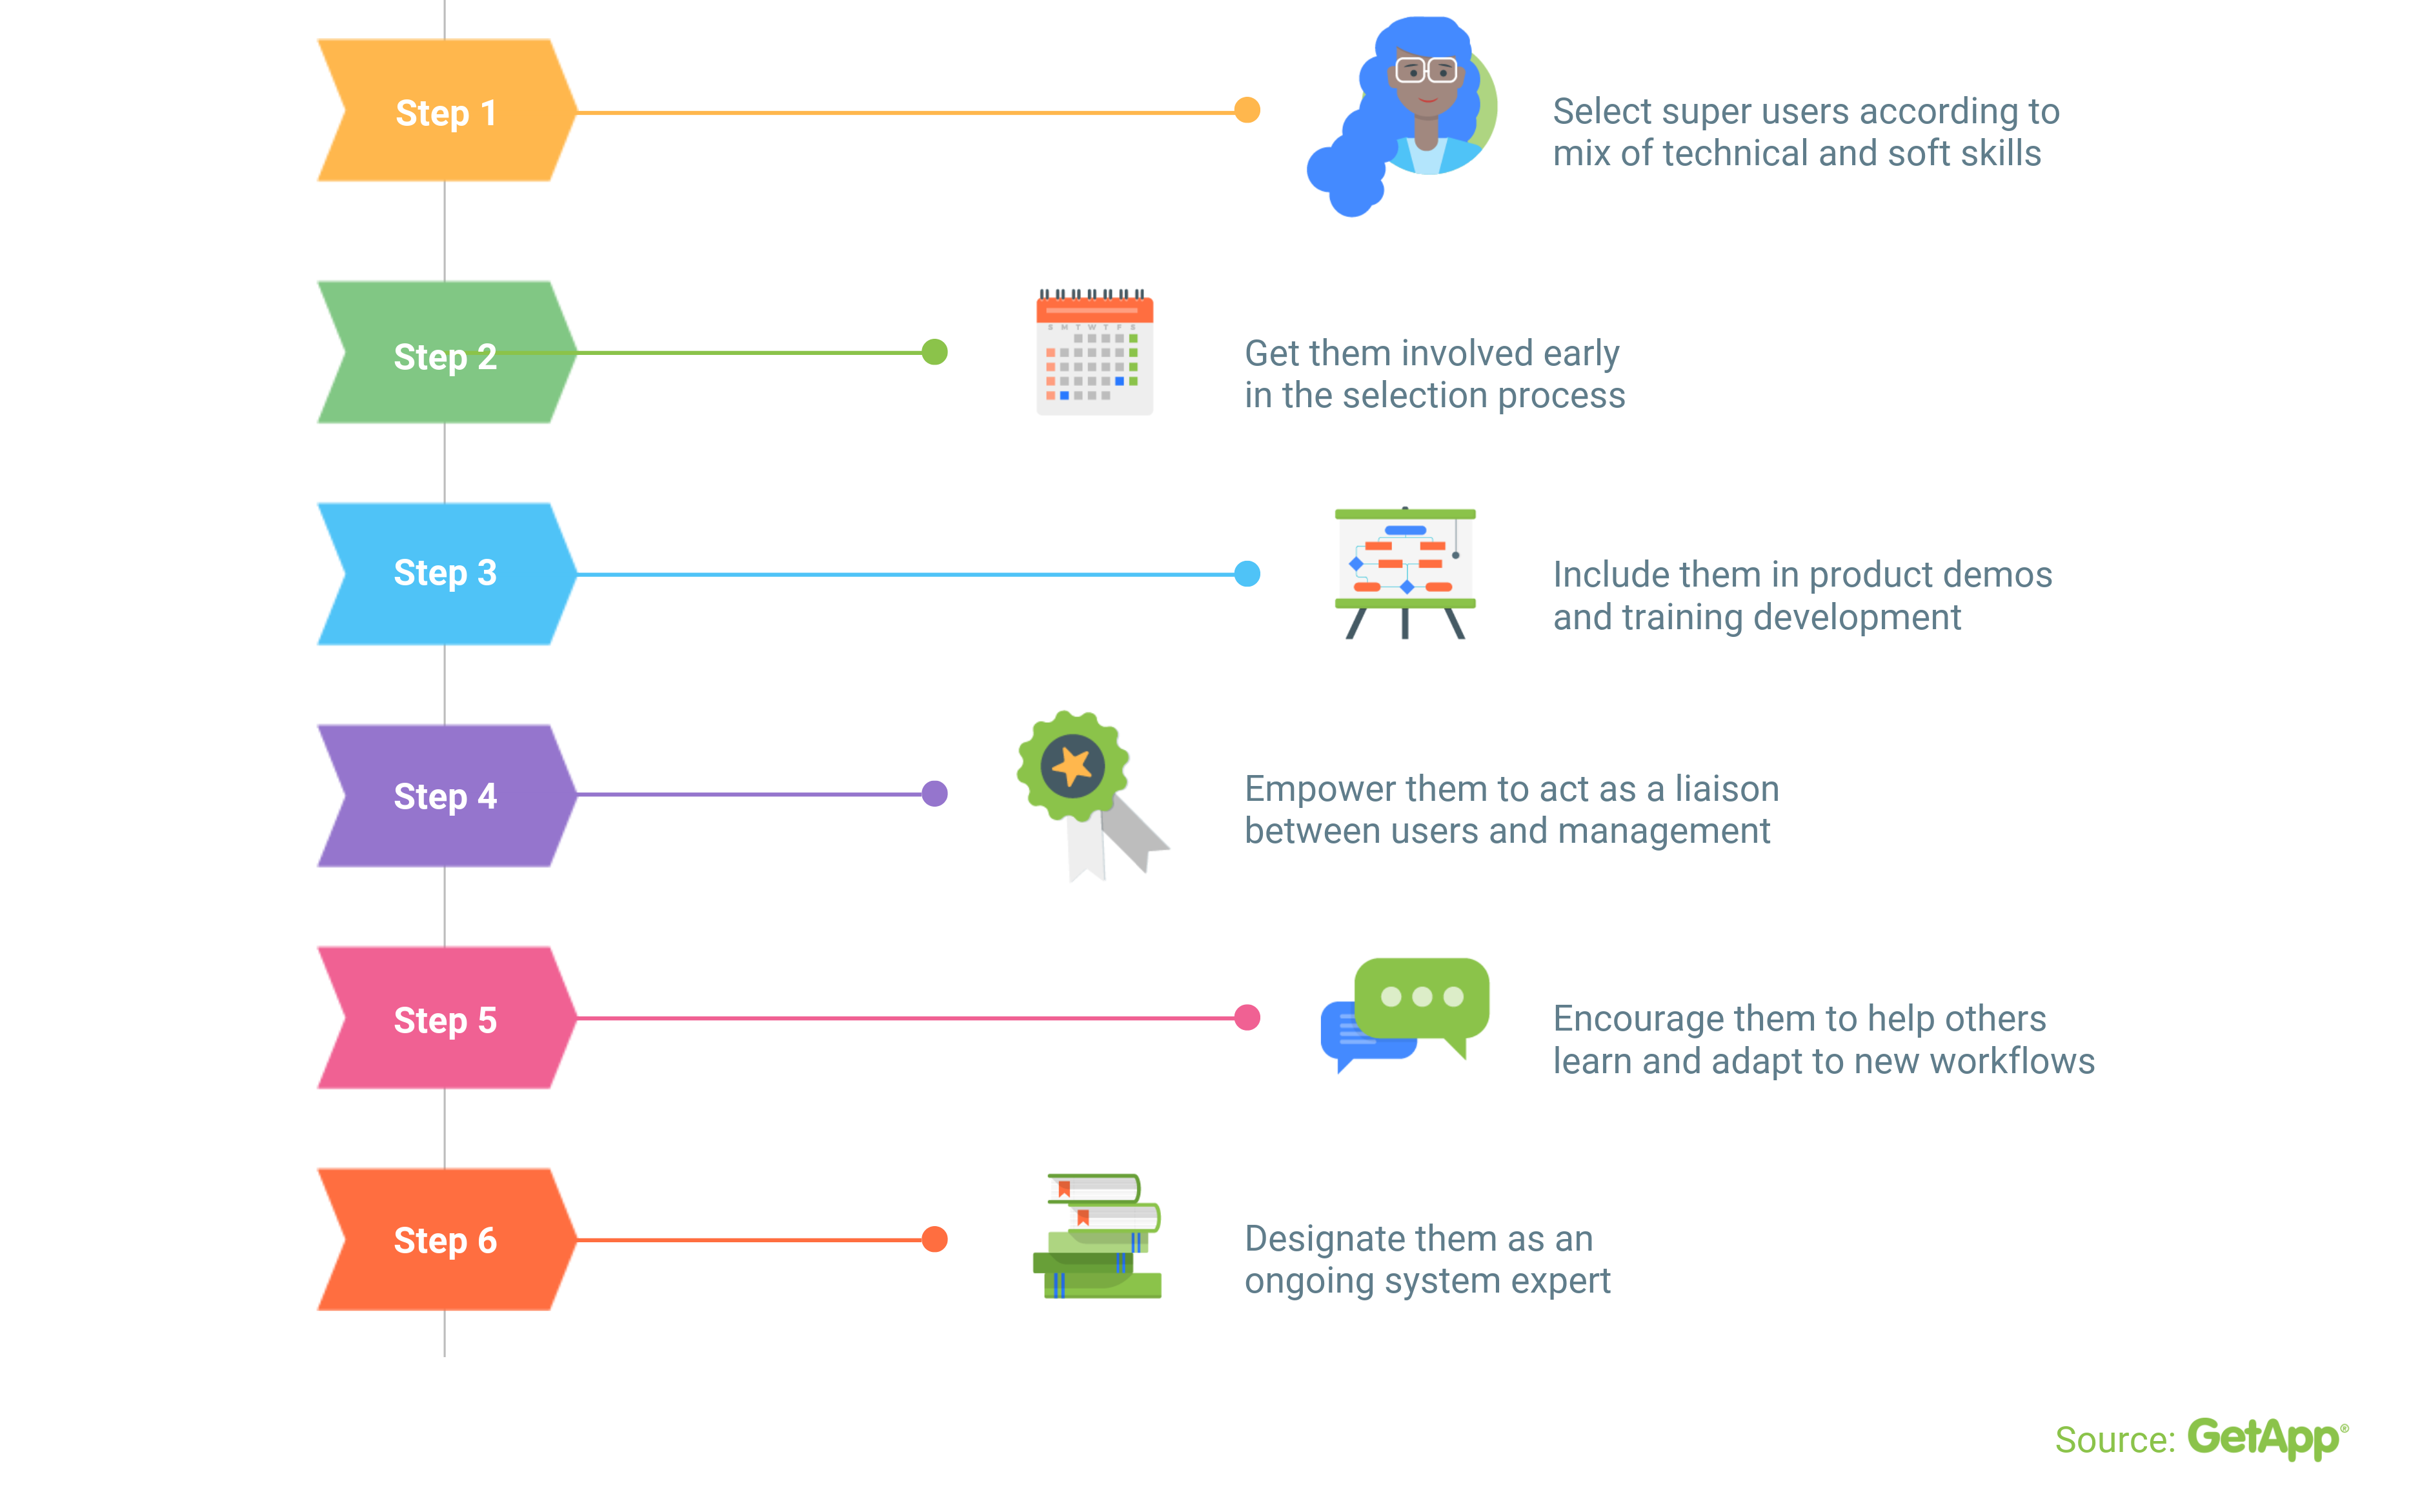 Step 1
Select super users according to
mix of technical and soft skills
Step 2
S M T W T F S
Get them involved early
in the selection process
Step 3
Include them in product demos
and training development
Step 4
Empower them to act as a liaison
between users and management
Step 5
Encourage them to help others
learn and adapt to new workflows
Step 6
Designate them as an
ongoing system expert
Source: GetApp®